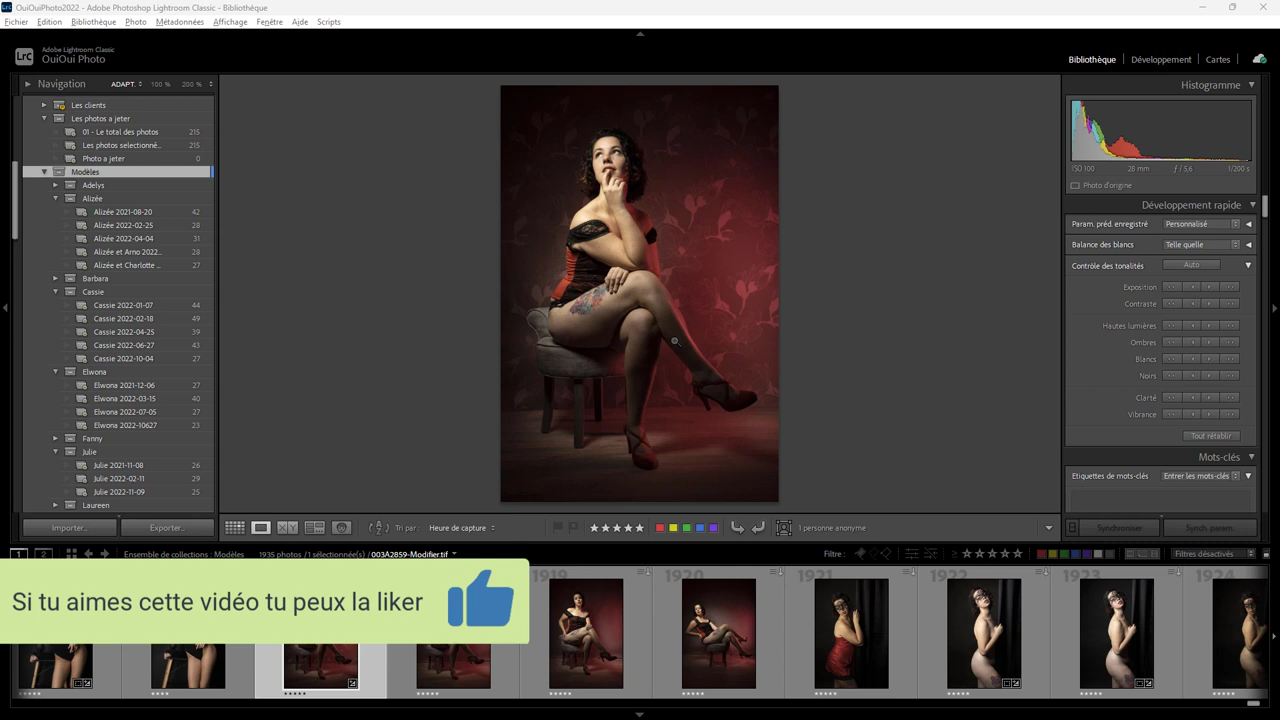 OuiOuiPhoto2022 - Adobe Photoshop Lightroom Classic - Bibliothèque
Fichier Édition Bibliothèque Photo Métadonnées Affichage Fenêtre Aide Scripts
Lrc
Adobe Lightroom Classic
OuiOui Photo
Bibliothèque Développement Cartes
Navigation ADAPT. 100 % 200 %
Les clients
Les photos a jeter
01 - Le total des photos 215
Les photos selectionné... 215
Photo a jeter 0
Modèles
Adelys
Alizée
Alizée 2021-08-20 42
Alizée 2022-02-25 28
Alizée 2022-04-04 31
Alizée et Arno 2022... 28
Alizée et Charlotte ... 27
Barbara
Cassie
Cassie 2022-01-07 44
Cassie 2022-02-18 49
Cassie 2022-04-25 39
Cassie 2022-06-27 43
Cassie 2022-10-04 27
Elwona
Elwona 2021-12-06 27
Elwona 2022-03-15 40
Elwona 2022-07-05 27
Elwona 2022-10627 23
Fanny
Julie
Julie 2021-11-08 26
Julie 2022-02-11 29
Julie 2022-11-09 25
Laureen
Importer... Exporter...
Histogramme
ISO 100 28 mm ƒ / 5,6 1/200 s
Photo d'origine
Développement rapide
Param. préd. enregistré Personnalisé
Balance des blancs Telle quelle
Contrôle des tonalités Auto
Exposition
Contraste
Hautes lumières
Ombres
Blancs
Noirs
Clarté
Vibrance
Tout rétablir
Mots-clés
Etiquettes de mots-clés Entrer les mots-clés
Synchroniser Synch. param.
XY Tri par : Heure de capture 1 personne anonyme
1 2 Ensemble de collections : Modèles 1935 photos / 1 sélectionnée(s) / 003A2859-Modifier.tif Filtre : Filtres désactivés
Si tu aimes cette vidéo tu peux la liker
1919 1920 1921 1922 1923 1924